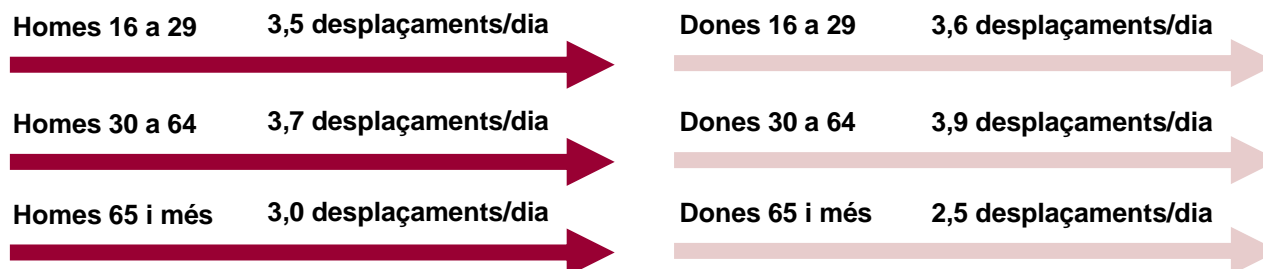 Homes 16 a 29 3,5 desplaçaments/dia
Dones 16 a 29 3,6 desplaçaments/dia
Homes 30 a 64 3,7 desplaçaments/dia
Dones 30 a 64 3,9 desplaçaments/dia
Homes 65 i més 3,0 desplaçaments/dia
Dones 65 i més 2,5 desplaçaments/dia